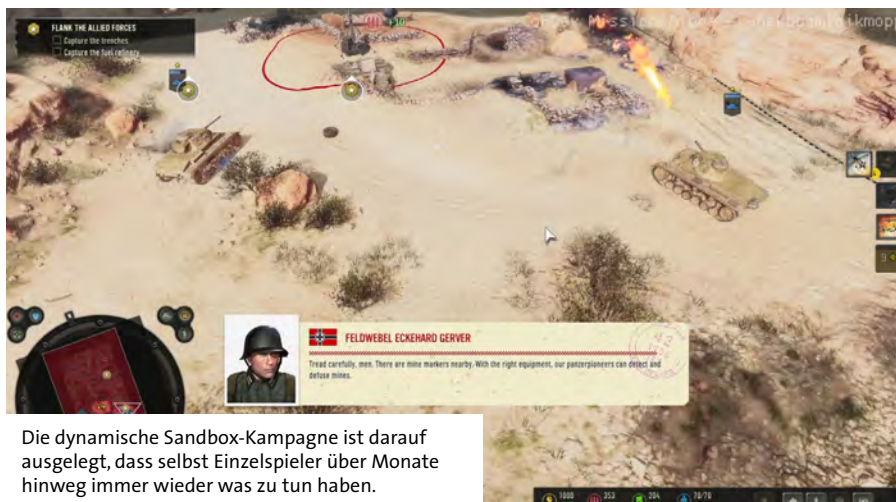 +10
FLANK THE ALLIED FORCES
Capture the trenches
Capture the fuel refinery
FELDWEBEL ECKEHARD GERVER
Tread carefully, men. There are mine markers nearby. With the right equipment, our panzerpioneers can detect and
defuse mines.
Die dynamische Sandbox-Kampagne ist darauf
ausgelegt, dass selbst Einzelspieler über Monate
hinweg immer wieder was zu tun haben.
1000 353 204 70/70